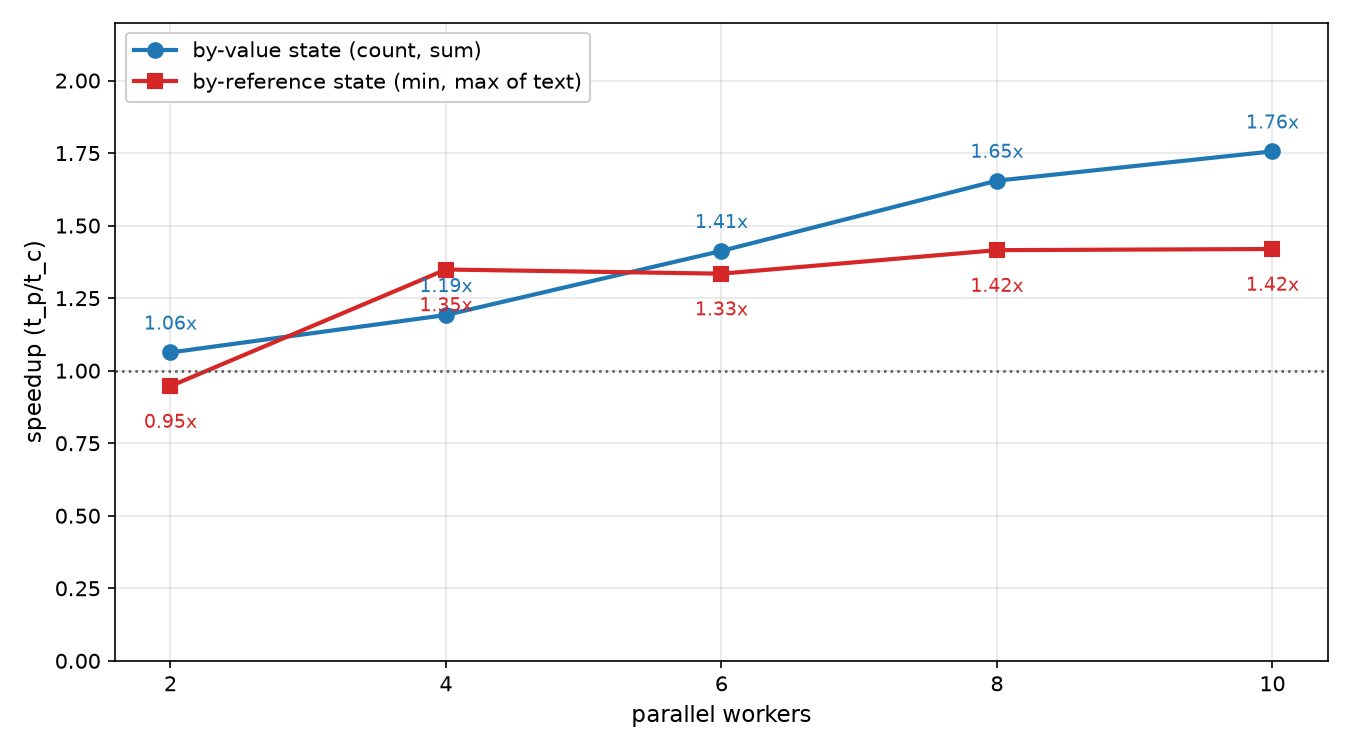 by-value state (count, sum)
by-reference state (min, max of text)
speedup (t_p/t_c)
2.00
1.75
1.50
1.25
1.00
0.75
0.50
0.25
0.00
1.06x
1.19x
1.41x
1.65x
1.76x
0.95x
1.35x
1.33x
1.42x
1.42x
2
4
6
8
10
parallel workers